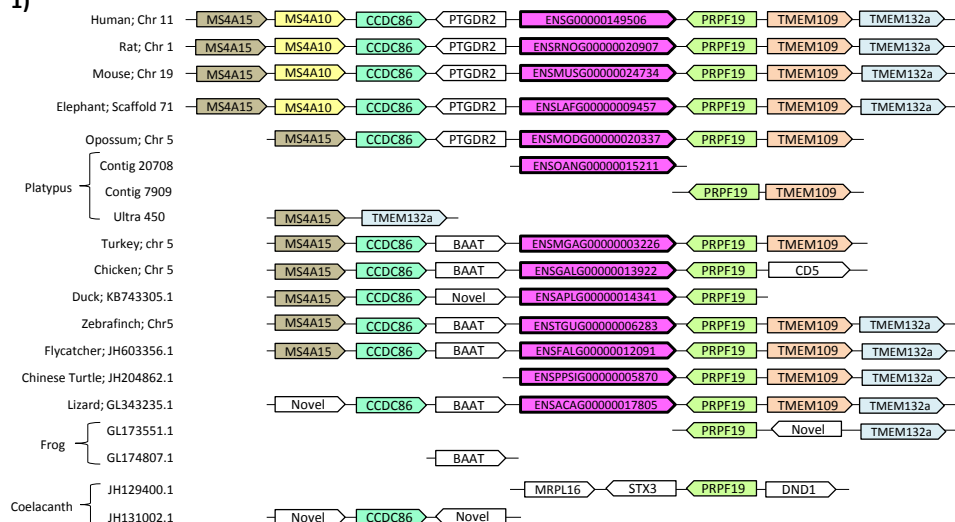 1)
Human; Chr 11 MS4A15 MS4A10 CCDC86 PTGDR2 ENSG00000149506 PRPF19 TMEM109 TMEM132a
Rat; Chr 1 MS4A15 MS4A10 CCDC86 PTGDR2 ENSRNOG00000020907 PRPF19 TMEM109 TMEM132a
Mouse; Chr 19 MS4A15 MS4A10 CCDC86 PTGDR2 ENSMUSG00000024734 PRPF19 TMEM109 TMEM132a
Elephant; Scaffold 71 MS4A15 MS4A10 CCDC86 PTGDR2 ENSLAFG00000009457 PRPF19 TMEM109 TMEM132a
Opossum; Chr 5 MS4A15 CCDC86 PTGDR2 ENSMODG00000020337 PRPF19 TMEM109
Contig 20708 ENSOANG00000015211
Platypus Contig 7909 PRPF19 TMEM109
Ultra 450 MS4A15 TMEM132a
Turkey; chr 5 MS4A15 CCDC86 BAAT ENSMGAG00000003226 PRPF19 TMEM109
Chicken; Chr 5 MS4A15 CCDC86 BAAT ENSGALG00000013922 PRPF19 CD5
Duck; KB743305.1 MS4A15 CCDC86 Novel ENSAPLG00000014341 PRPF19
Zebrafinch; Chr5 MS4A15 CCDC86 BAAT ENSTGUG00000006283 PRPF19 TMEM109 TMEM132a
Flycatcher; JH603356.1 MS4A15 CCDC86 BAAT ENSFALG00000012091 PRPF19 TMEM109 TMEM132a
Chinese Turtle; JH204862.1 ENSPPSIG00000005870 PRPF19 TMEM109 TMEM132a
Lizard; GL343235.1 Novel CCDC86 BAAT ENSACAG00000017805 PRPF19 TMEM109 TMEM132a
Frog GL173551.1 PRPF19 Novel TMEM132a
GL174807.1 BAAT
Coelacanth JH129400.1 MRPL16 STX3 PRPF19 DND1
JH131002.1 Novel CCDC86 Novel